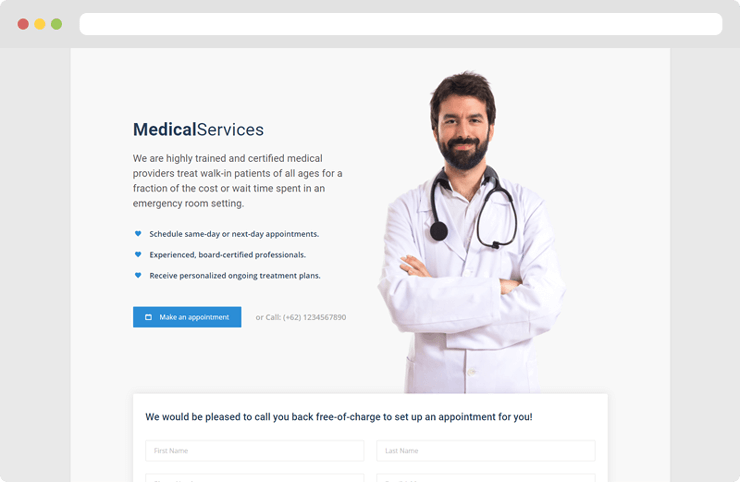 MedicalServices
We are highly trained and certified medical
providers treat walk-in patients of all ages for a
fraction of the cost or wait time spent in an
emergency room setting.
Schedule same-day or next-day appointments.
Experienced, board-certified professionals.
Receive personalized ongoing treatment plans.
Make an appointment or Call: (+62) 1234567890
We would be pleased to call you back free-of-charge to set up an appointment for you!
First Name Last Name